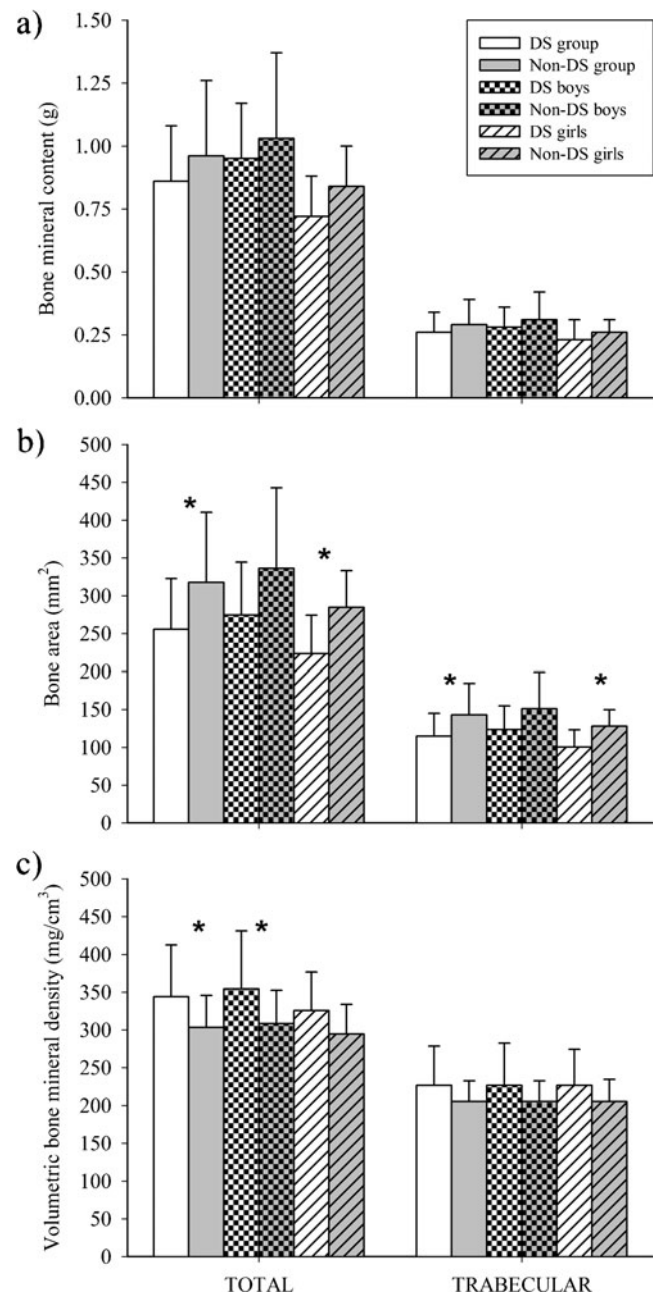 a)
Bone mineral content (g)
1.50
1.25
1.00
0.75
0.50
0.25
0.00
DS group
Non-DS group
DS boys
Non-DS boys
DS girls
Non-DS girls
b)
Bone area (mm²)
500
450
400
350
300
250
200
150
100
50
0
*
*
*
*
c)
Volumetric bone mineral density (mg/cm³)
500
450
400
350
300
250
200
150
100
50
0
*
*
TOTAL
TRABECULAR